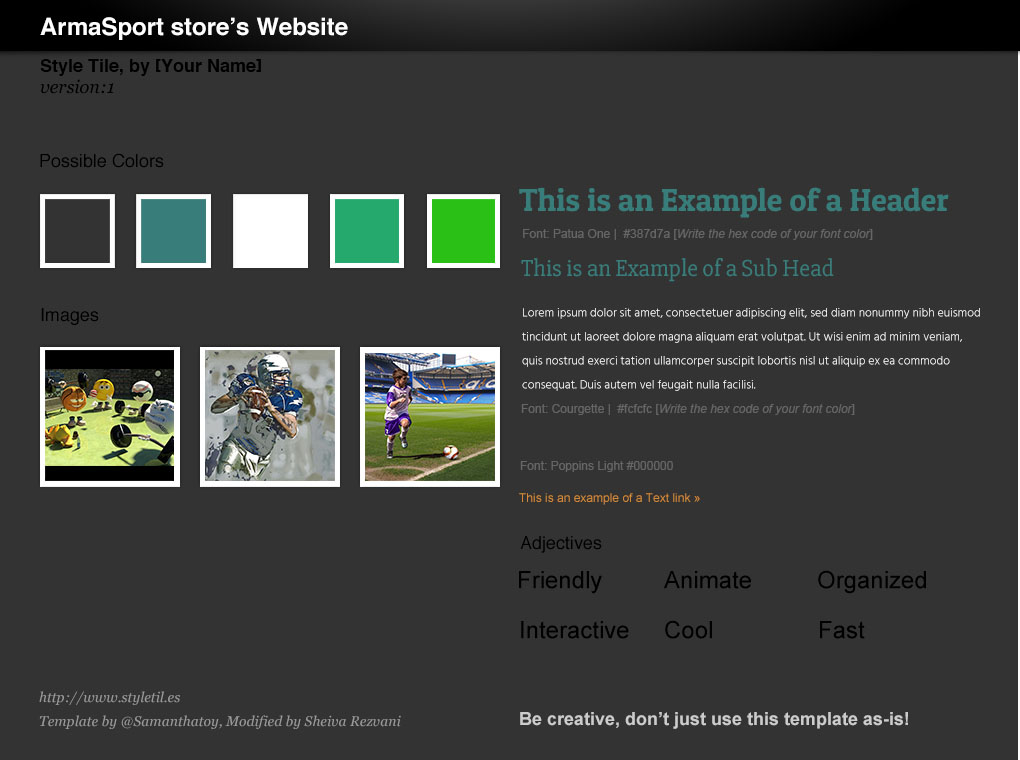 ArmaSport store’s Website
Style Tile, by [Your Name]
version:1
Possible Colors
Images
This is an Example of a Header
Font: Patua One | #387d7a [Write the hex code of your font color]
This is an Example of a Sub Head
Lorem ipsum dolor sit amet, consectetuer adipiscing elit, sed diam nonummy nibh euismod
tincidunt ut laoreet dolore magna aliquam erat volutpat. Ut wisi enim ad minim veniam,
quis nostrud exerci tation ullamcorper suscipit lobortis nisl ut aliquip ex ea commodo
consequat. Duis autem vel feugait nulla facilisi.
Font: Courgette | #fcfcfc [Write the hex code of your font color]
Font: Poppins Light #000000
This is an example of a Text link »
Adjectives
Friendly Animate Organized
Interactive Cool Fast
http://www.styletil.es
Template by @Samanthatoy, Modified by Sheiva Rezvani
Be creative, don’t just use this template as-is!